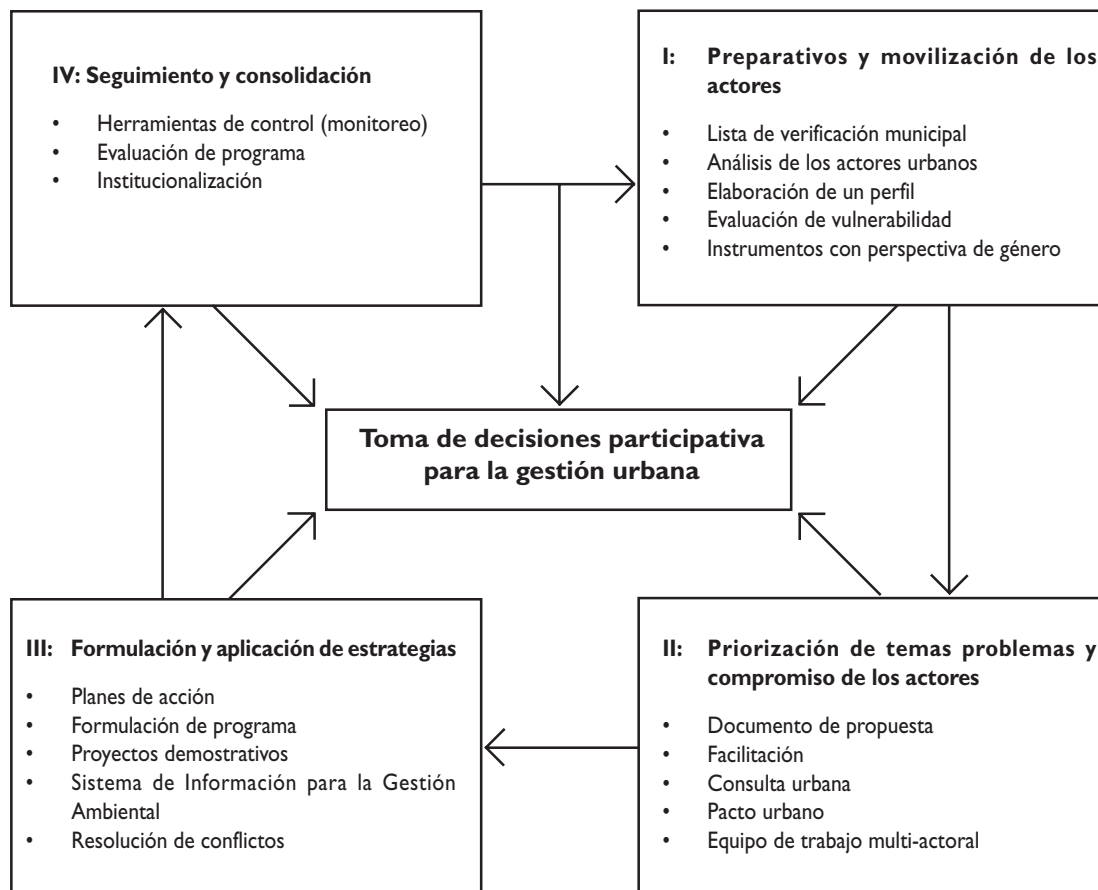 IV: Seguimiento y consolidación
• Herramientas de control (monitoreo)
• Evaluación de programa
• Institucionalización
I: Preparativos y movilización de los
actores
• Lista de verificación municipal
• Análisis de los actores urbanos
• Elaboración de un perfil
• Evaluación de vulnerabilidad
• Instrumentos con perspectiva de género
Toma de decisiones participativa
para la gestión urbana
III: Formulación y aplicación de estrategias
• Planes de acción
• Formulación de programa
• Proyectos demostrativos
• Sistema de Información para la Gestión
Ambiental
• Resolución de conflictos
II: Priorización de temas problemas y
compromiso de los actores
• Documento de propuesta
• Facilitación
• Consulta urbana
• Pacto urbano
• Equipo de trabajo multi-actoral